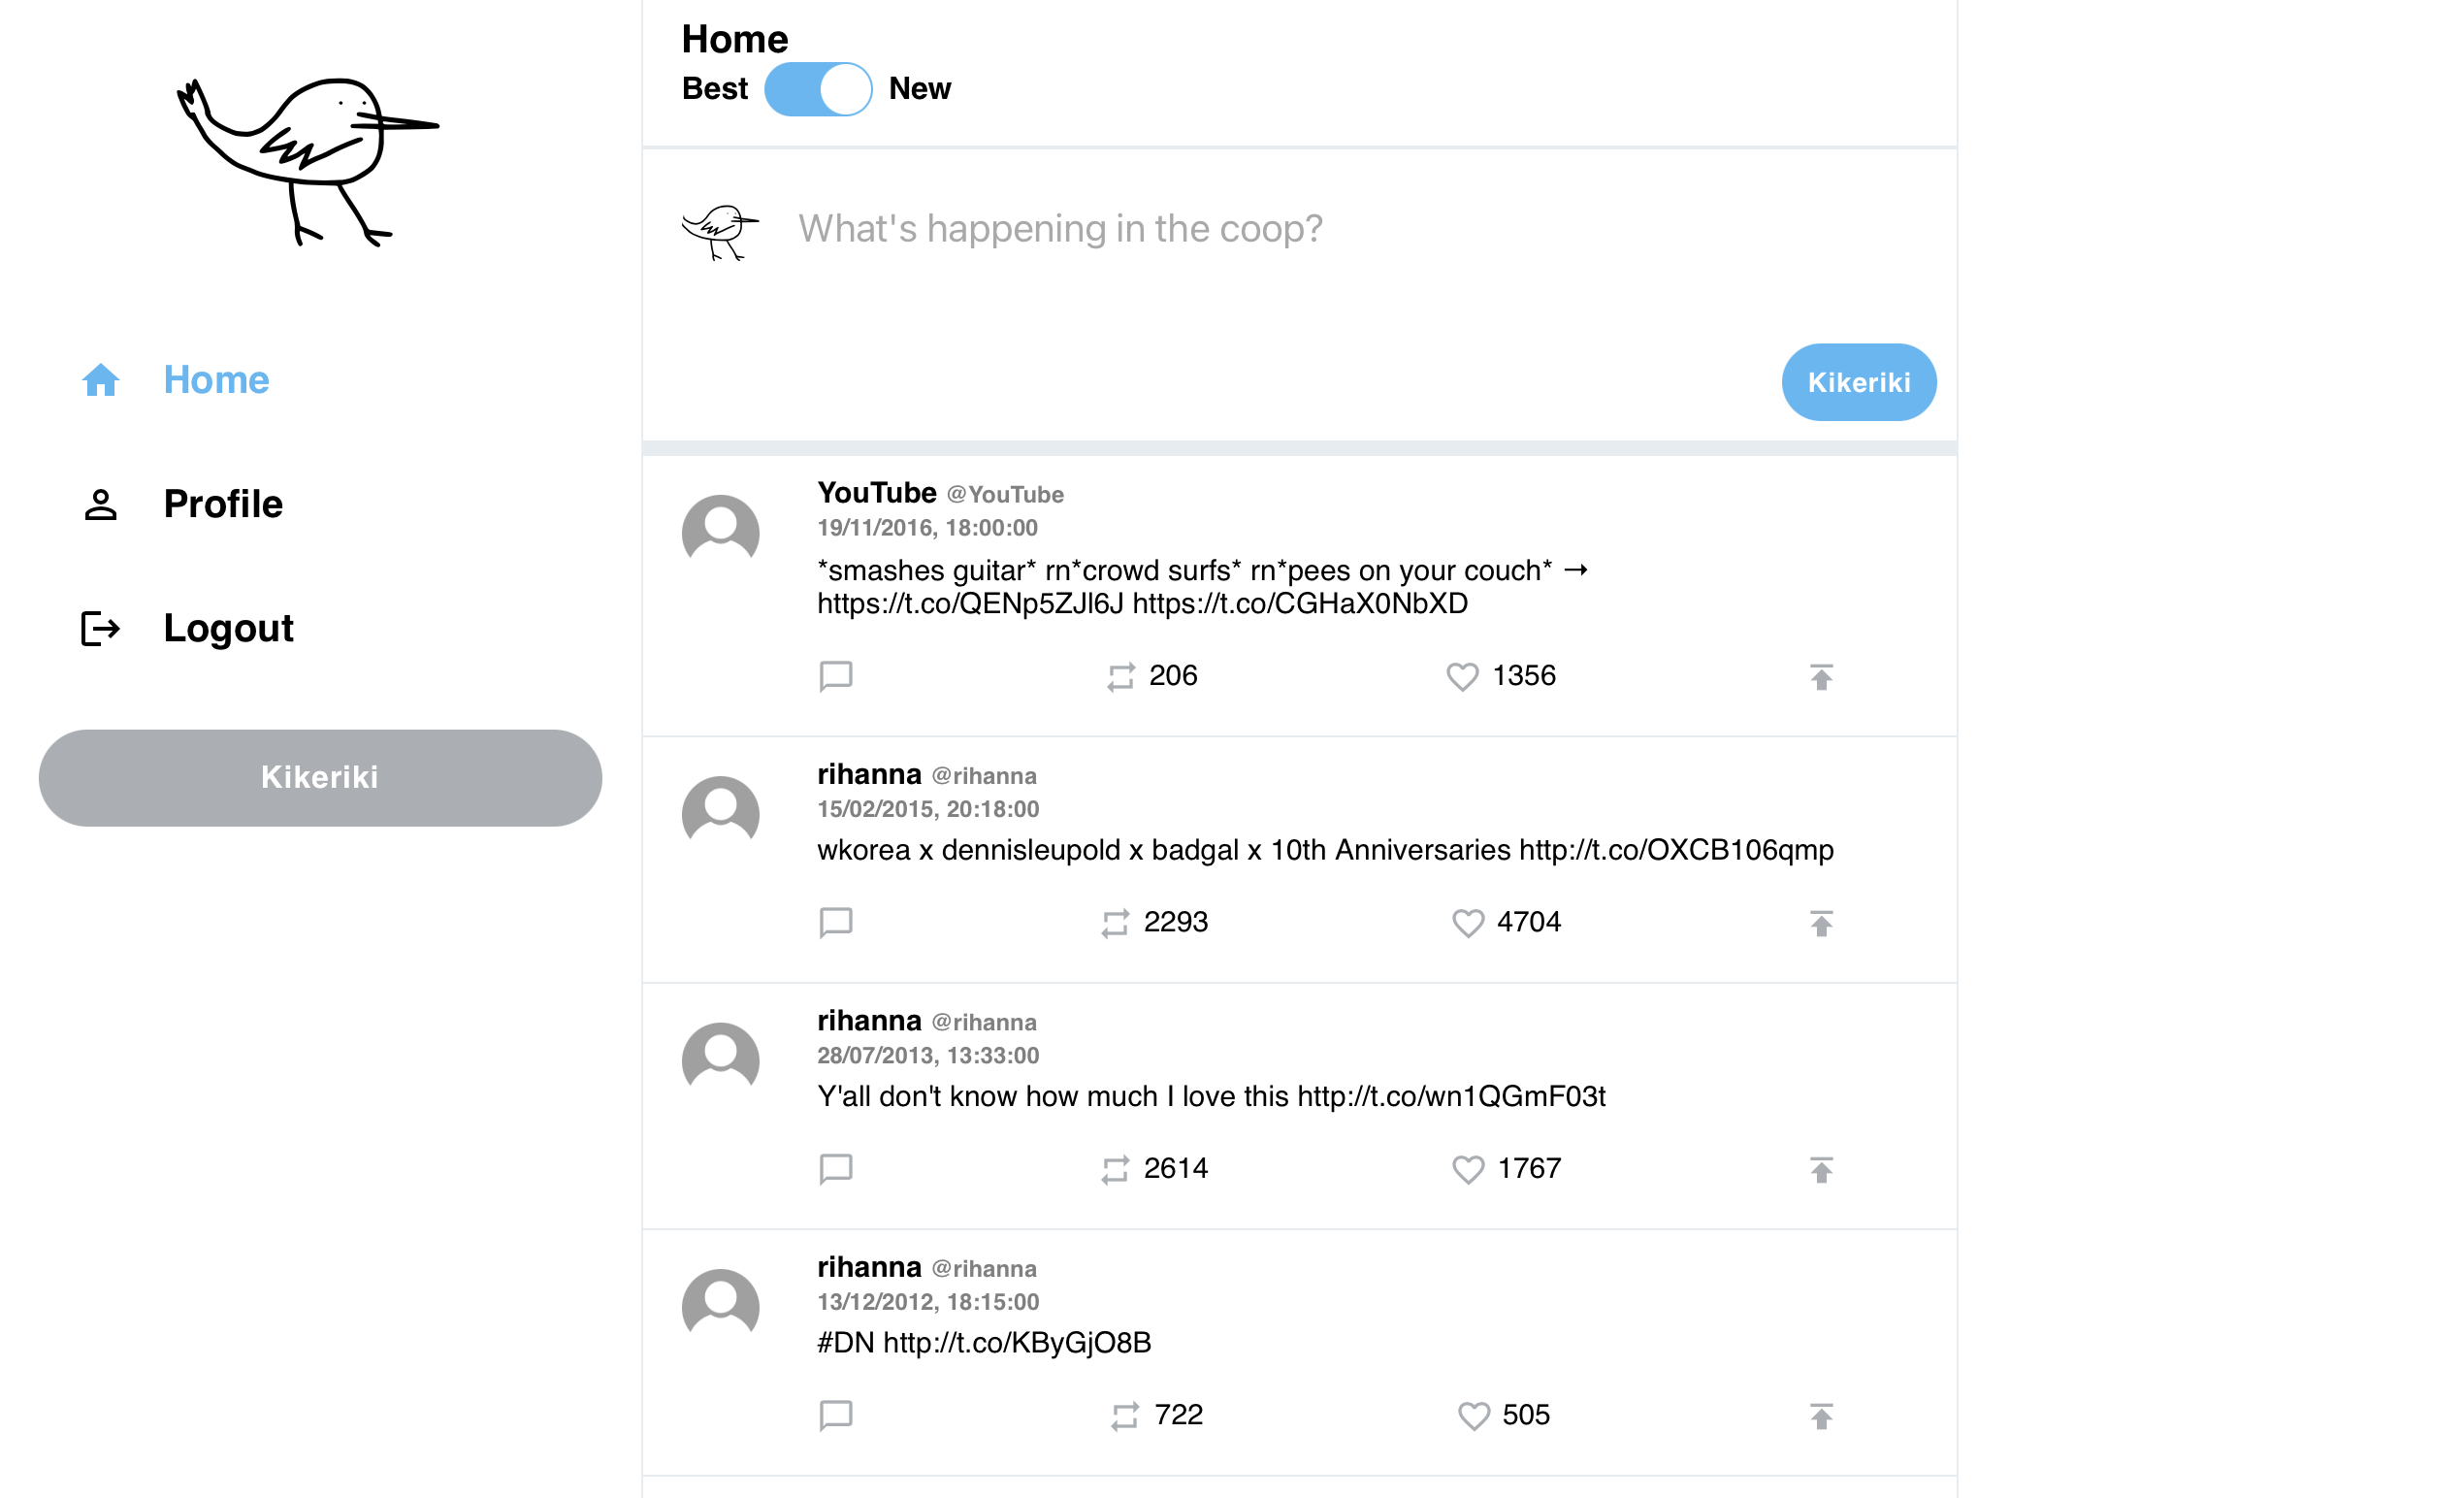 Home
Profile
Logout
Kikeriki
Home
Best New
What's happening in the coop?
Kikeriki
YouTube @YouTube
19/11/2016, 18:00:00
*smashes guitar* rn*crowd surfs* rn*pees on your couch* →
https://t.co/QENp5ZJl6J https://t.co/CGHaX0NbXD
206 1356
rihanna @rihanna
15/02/2015, 20:18:00
wkorea x dennisleupold x badgal x 10th Anniversaries http://t.co/OXCB106qmp
2293 4704
rihanna @rihanna
28/07/2013, 13:33:00
Y'all don't know how much I love this http://t.co/wn1QGmF03t
2614 1767
rihanna @rihanna
13/12/2012, 18:15:00
#DN http://t.co/KByGjO8B
722 505